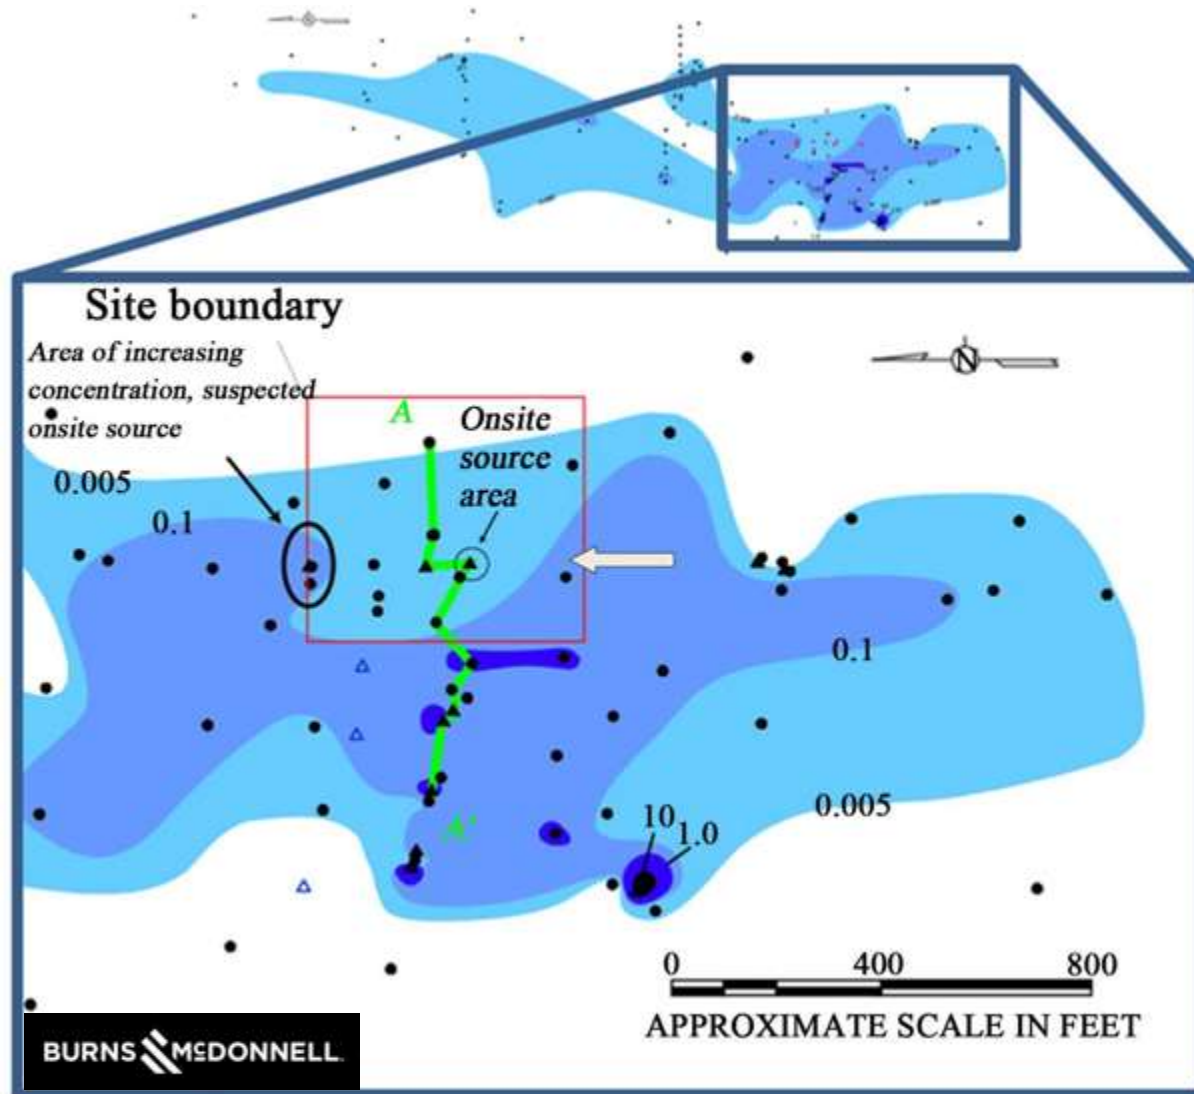 Site boundary
Area of increasing
concentration, suspected
onsite source
A
Onsite
source
area
N
0.005
0.1
0.1
0.005
A'
10
1.0
0 400 800
APPROXIMATE SCALE IN FEET
BURNS McDONNELL